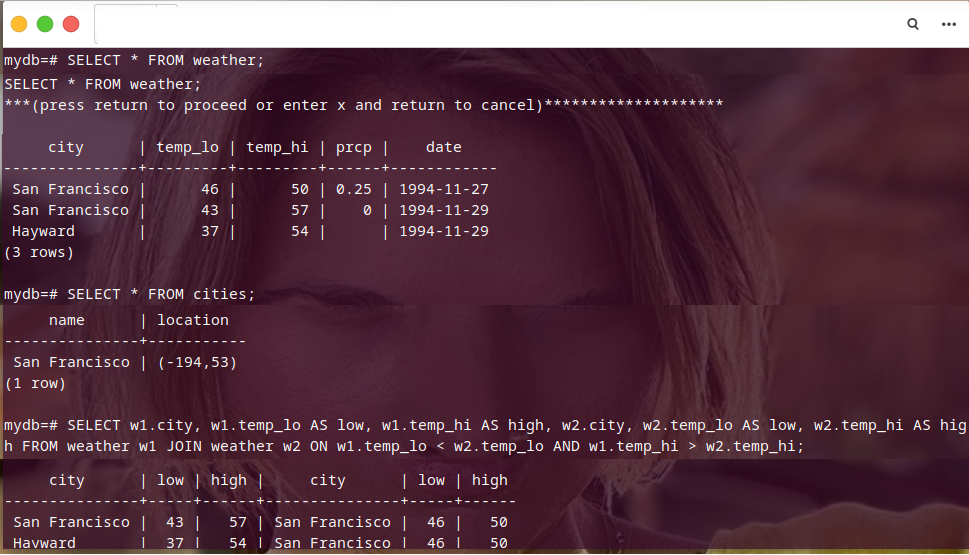 mydb=# SELECT * FROM weather;
SELECT * FROM weather;
***(press return to proceed or enter x and return to cancel)********************
     city      | temp_lo | temp_hi | prcp |    date
---------------+---------+---------+------+------------
 San Francisco |      46 |      50 | 0.25 | 1994-11-27
 San Francisco |      43 |      57 |    0 | 1994-11-29
 Hayward       |      37 |      54 |      | 1994-11-29
(3 rows)
mydb=# SELECT * FROM cities;
     name      | location
---------------+-----------
 San Francisco | (-194,53)
(1 row)
mydb=# SELECT w1.city, w1.temp_lo AS low, w1.temp_hi AS high, w2.city, w2.temp_lo AS low, w2.temp_hi AS hig
h FROM weather w1 JOIN weather w2 ON w1.temp_lo < w2.temp_lo AND w1.temp_hi > w2.temp_hi;
     city      | low | high |     city      | low | high
---------------+-----+------+---------------+-----+------
 San Francisco |  43 |   57 | San Francisco |  46 |   50
 Hayward       |  37 |   54 | San Francisco |  46 |   50